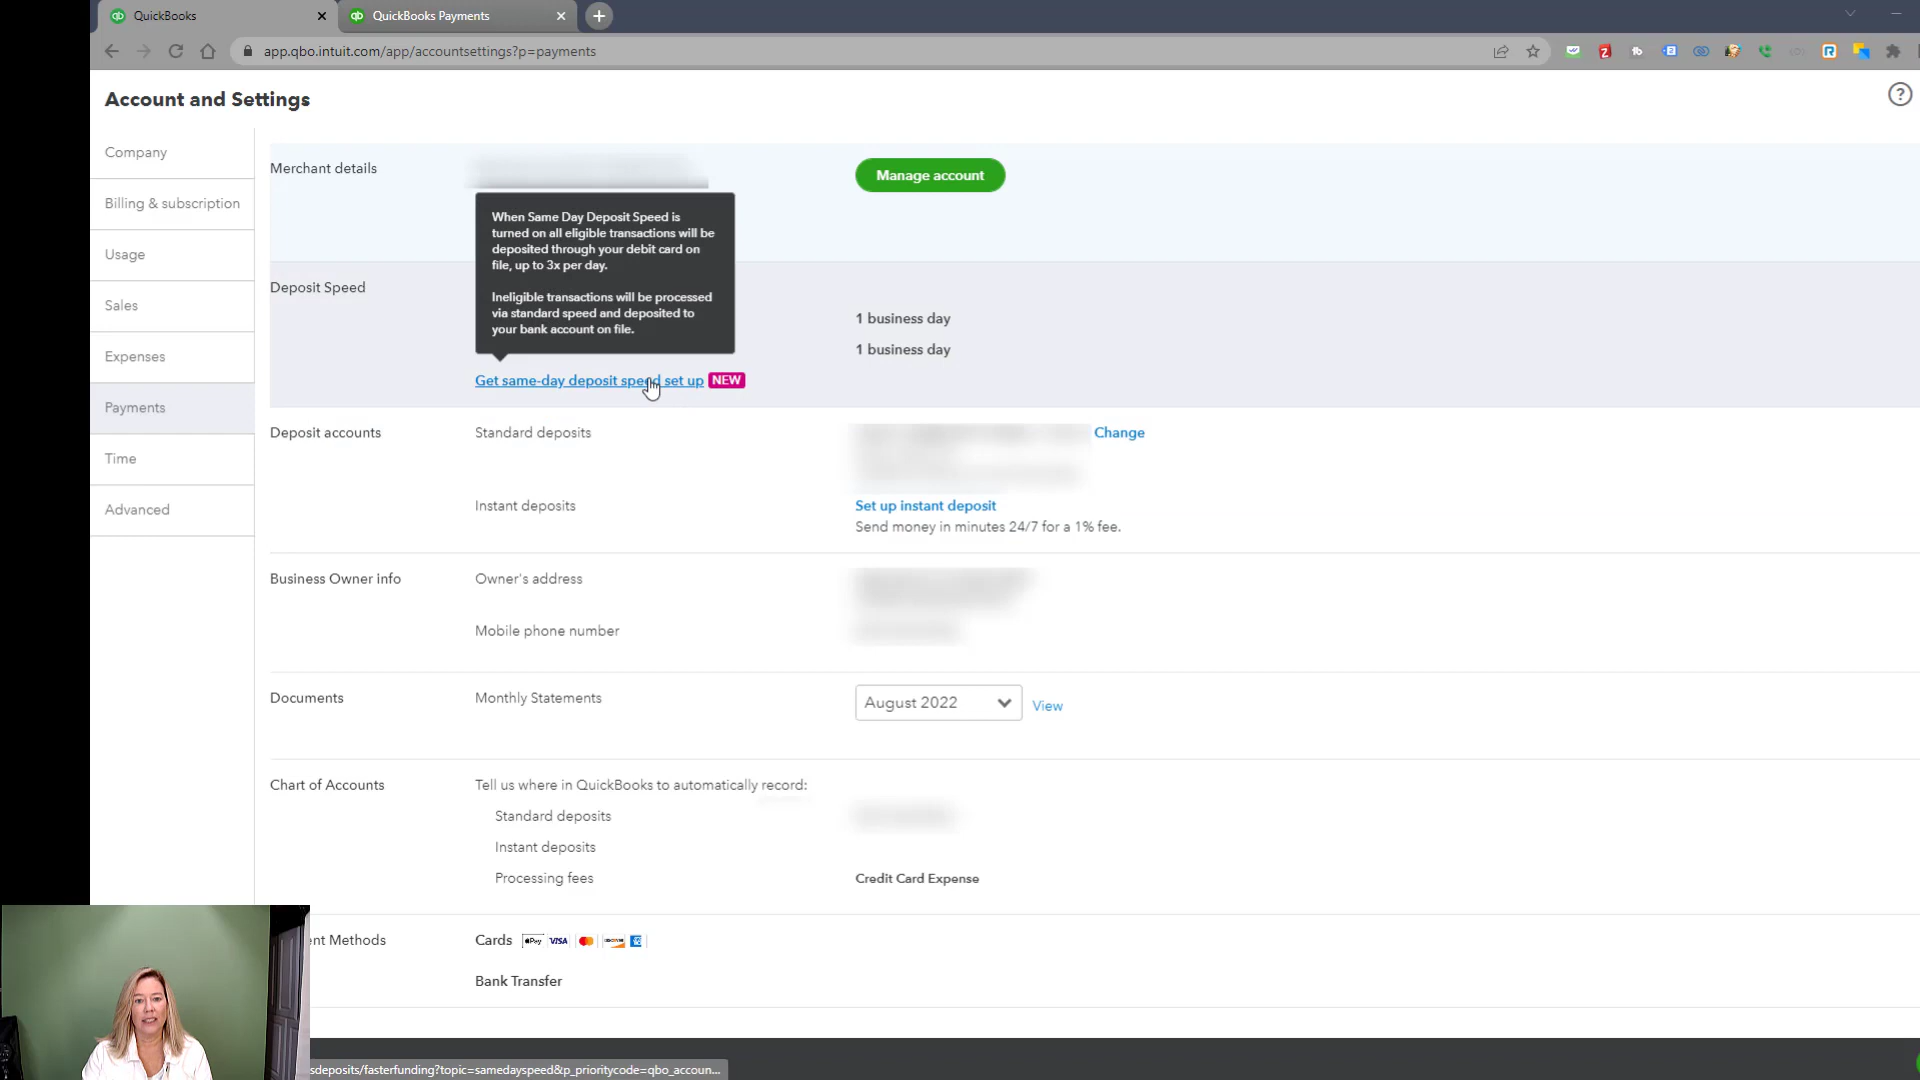 QuickBooks
QuickBooks Payments
app.qbo.intuit.com/app/accountsettings?p=payments
Account and Settings
Company
Billing & subscription
Usage
Sales
Expenses
Payments
Time
Advanced
Merchant details
Manage account
When Same Day Deposit Speed is
turned on all eligible transactions will be
deposited through your debit card on
file, up to 3x per day.
Ineligible transactions will be processed
via standard speed and deposited to
your bank account on file.
Deposit Speed
1 business day
1 business day
Get same-day deposit speed set up NEW
Deposit accounts
Standard deposits
Change
Instant deposits
Set up instant deposit
Send money in minutes 24/7 for a 1% fee.
Business Owner info
Owner's address
Mobile phone number
Documents
Monthly Statements
August 2022
View
Chart of Accounts
Tell us where in QuickBooks to automatically record:
Standard deposits
Instant deposits
Processing fees
Credit Card Expense
ent Methods
Cards
Pay VISA
Bank Transfer
sdeposits/fasterfunding?topic=samedayspeed&p_prioritycode=qbo_accoun...